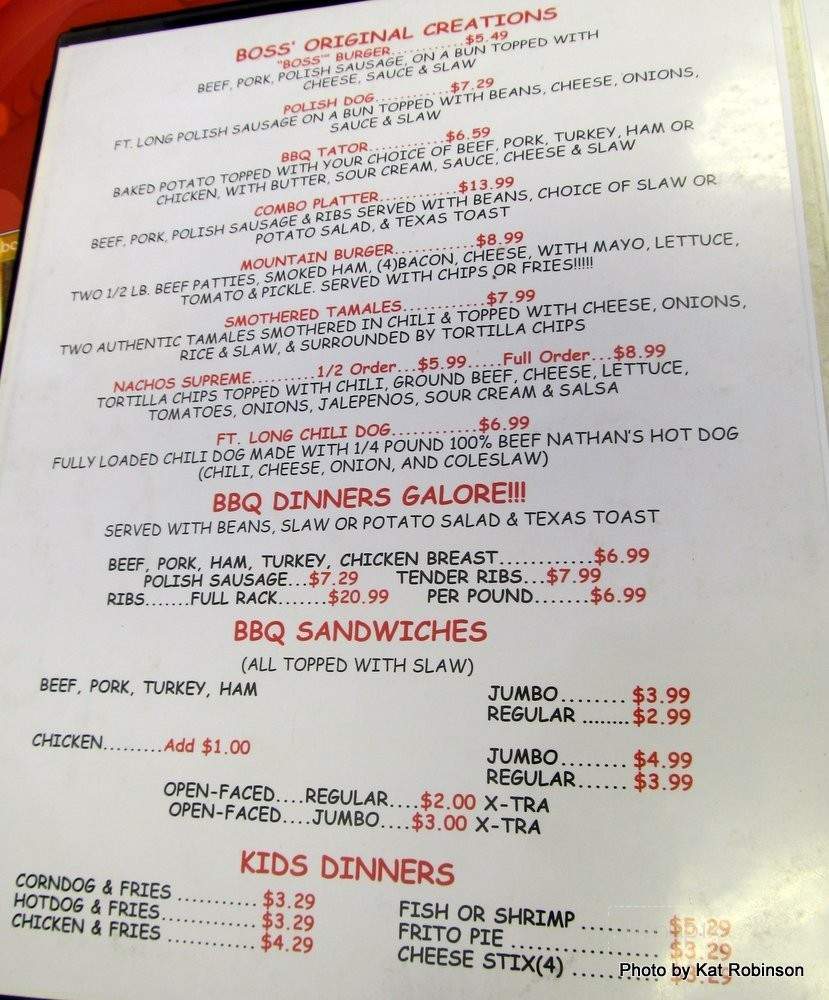 BOSS' ORIGINAL CREATIONS
"BOSS'" BURGER............$5.49
BEEF, PORK, POLISH SAUSAGE, ON A BUN TOPPED WITH
CHEESE, SAUCE & SLAW
POLISH DOG............$7.29
FT. LONG POLISH SAUSAGE ON A BUN TOPPED WITH BEANS, CHEESE, ONIONS,
SAUCE & SLAW
BBQ TATOR............$6.59
BAKED POTATO TOPPED WITH YOUR CHOICE OF BEEF, PORK, TURKEY, HAM OR
CHICKEN, WITH BUTTER, SOUR CREAM, SAUCE, CHEESE & SLAW
COMBO PLATTER............$13.99
BEEF, PORK, POLISH SAUSAGE & RIBS SERVED WITH BEANS, CHOICE OF SLAW OR
POTATO SALAD, & TEXAS TOAST
MOUNTAIN BURGER............$8.99
TWO 1/2 LB. BEEF PATTIES, SMOKED HAM, (4)BACON, CHEESE, WITH MAYO, LETTUCE,
TOMATO & PICKLE. SERVED WITH CHIPS OR FRIES!!!!!
SMOTHERED TAMALES............$7.99
TWO AUTHENTIC TAMALES SMOTHERED IN CHILI & TOPPED WITH CHEESE, ONIONS,
RICE & SLAW, & SURROUNDED BY TORTILLA CHIPS
NACHOS SUPREME..........1/2 Order...$5.99.....Full Order...$8.99
TORTILLA CHIPS TOPPED WITH CHILI, GROUND BEEF, CHEESE, LETTUCE,
TOMATOES, ONIONS, JALEPENOS, SOUR CREAM & SALSA
FT. LONG CHILI DOG............$6.99
FULLY LOADED CHILI DOG MADE WITH 1/4 POUND 100% BEEF NATHAN'S HOT DOG
(CHILI, CHEESE, ONION, AND COLESLAW)
BBQ DINNERS GALORE!!!
SERVED WITH BEANS, SLAW OR POTATO SALAD & TEXAS TOAST
BEEF, PORK, HAM, TURKEY, CHICKEN BREAST............$6.99
POLISH SAUSAGE...$7.29 TENDER RIBS...$7.99
RIBS.......FULL RACK.......$20.99 PER POUND.......$6.99
BBQ SANDWICHES
(ALL TOPPED WITH SLAW)
BEEF, PORK, TURKEY, HAM JUMBO........ $3.99
REGULAR ........$2.99
CHICKEN.........Add $1.00 JUMBO........ $4.99
REGULAR...... $3.99
OPEN-FACED....REGULAR....$2.00 X-TRA
OPEN-FACED....JUMBO....$3.00 X-TRA
KIDS DINNERS
CORNDOG & FRIES ........... $3.29
HOTDOG & FRIES............. $3.29
CHICKEN & FRIES ............ $4.29
FISH OR SHRIMP .......... $5.29
FRITO PIE .................... $3.29
CHEESE STIX(4) ............
Photo by Kat Robinson